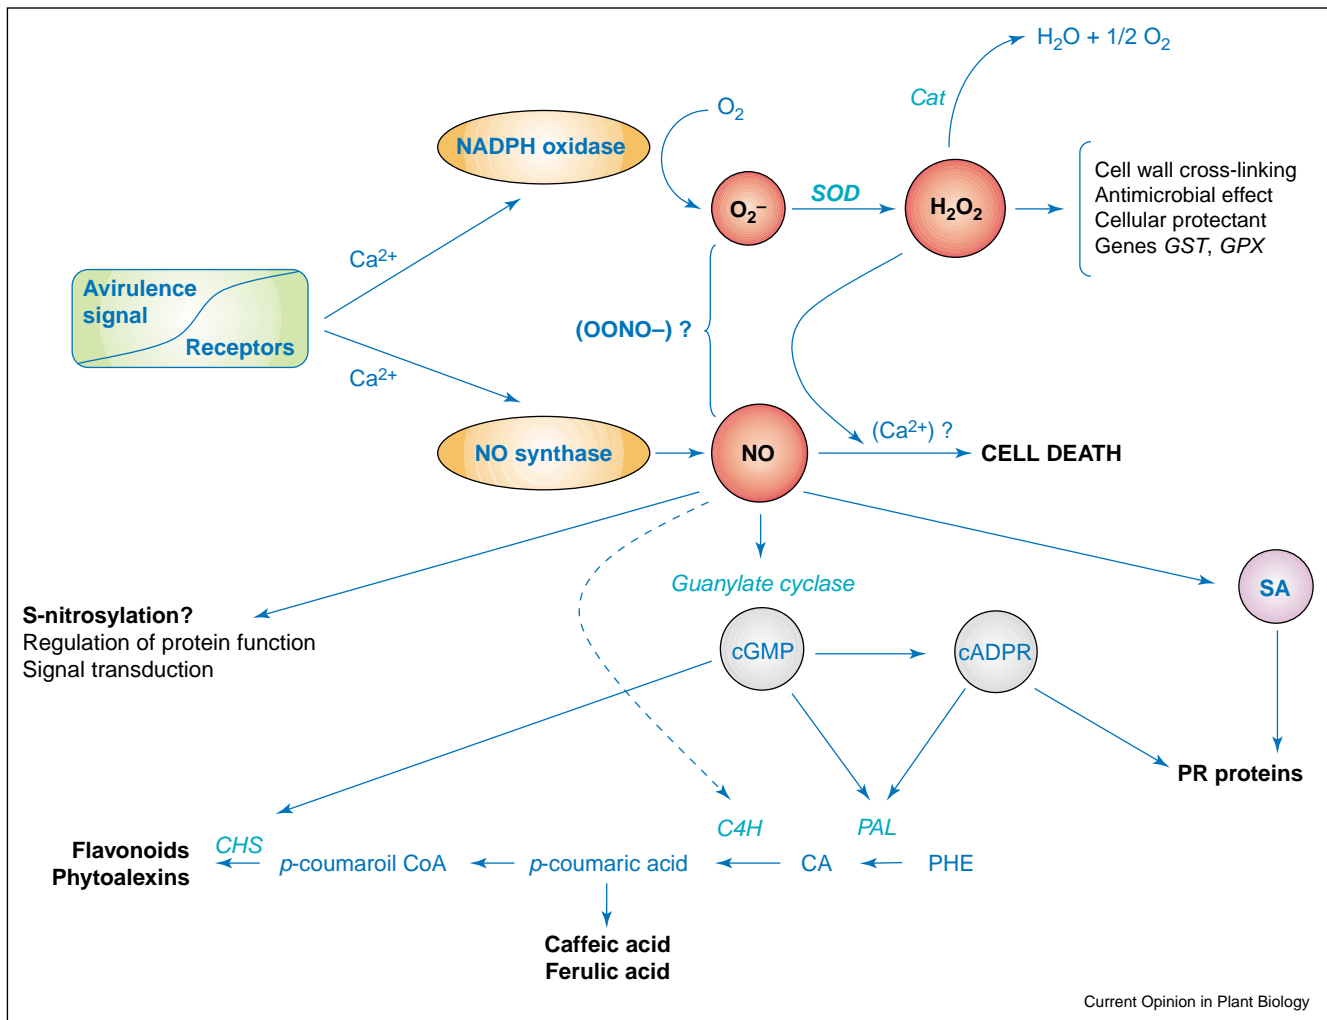 H₂O + 1/2 O₂
Cat
O₂
NADPH oxidase
Cell wall cross-linking
Antimicrobial effect
Cellular protectant
Genes GST, GPX
O₂⁻
SOD
H₂O₂
Ca²⁺
Avirulence
signal
Receptors
(OONO–) ?
Ca²⁺
NO synthase
NO
(Ca²⁺) ?
CELL DEATH
Guanylate cyclase
SA
S-nitrosylation?
Regulation of protein function
Signal transduction
cGMP
cADPR
PR proteins
CHS
C4H
PAL
Flavonoids
Phytoalexins
p-coumaroil CoA
p-coumaric acid
CA
PHE
Caffeic acid
Ferulic acid
Current Opinion in Plant Biology